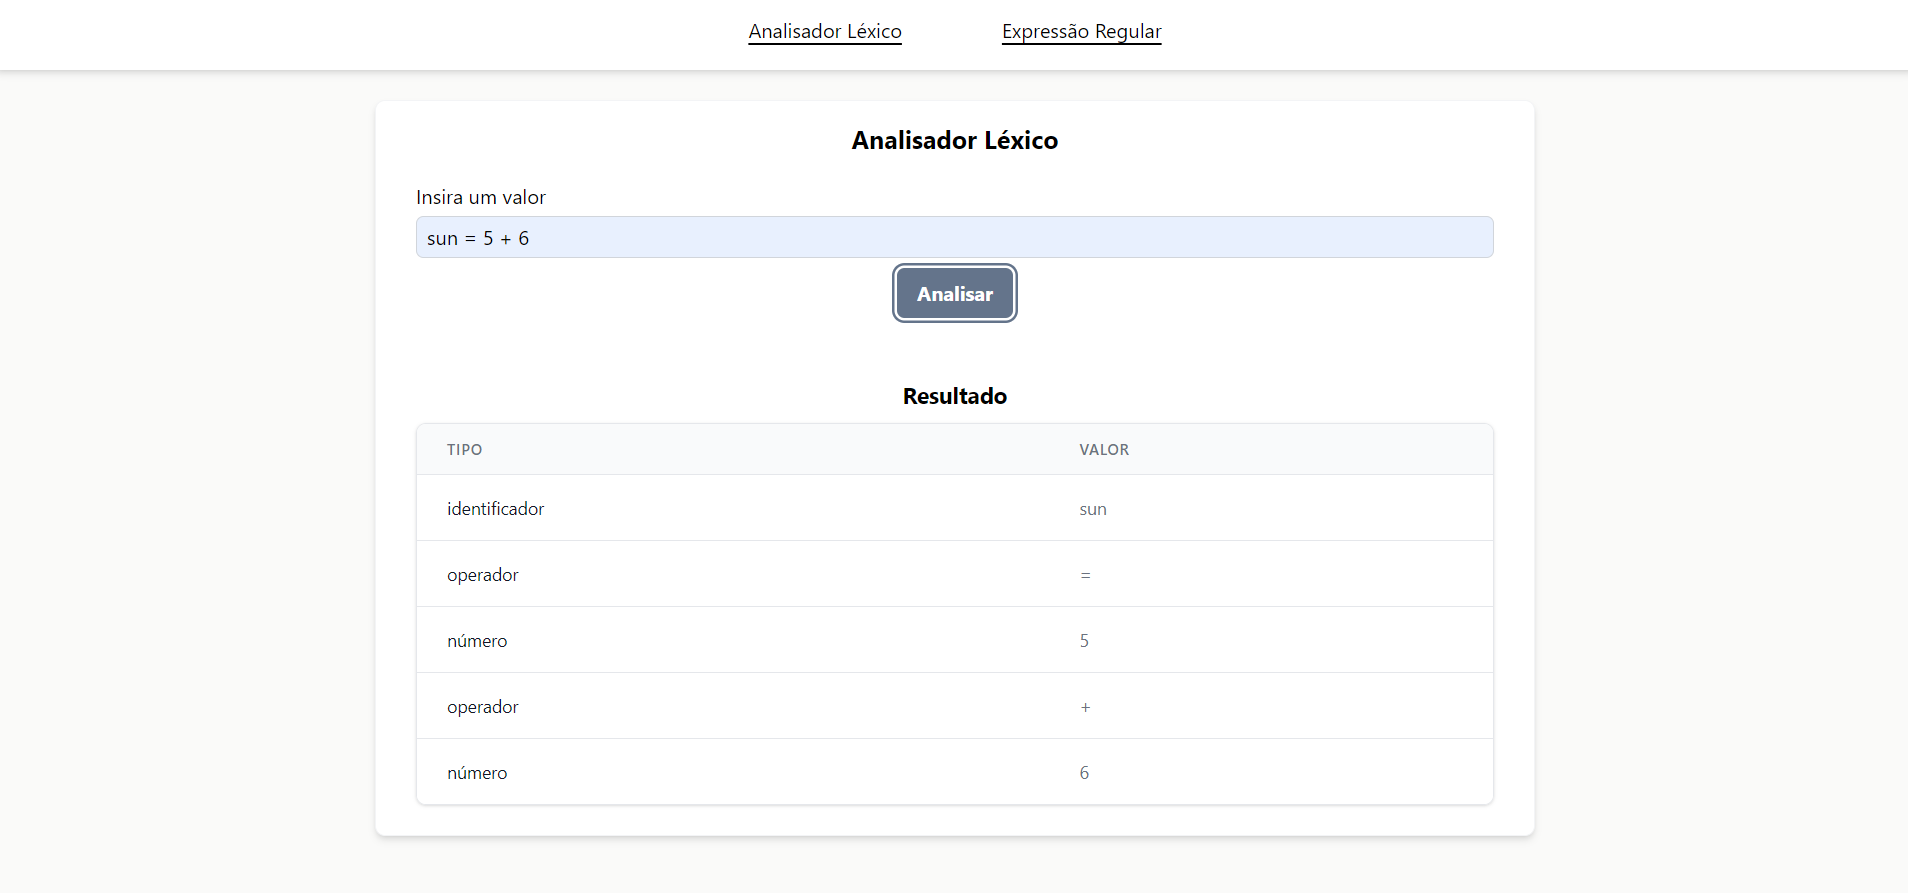 Analisador Léxico Expressão Regular
Analisador Léxico
Insira um valor
sun = 5 + 6
Analisar
Resultado
TIPO VALOR
identificador sun
operador =
número 5
operador +
número 6